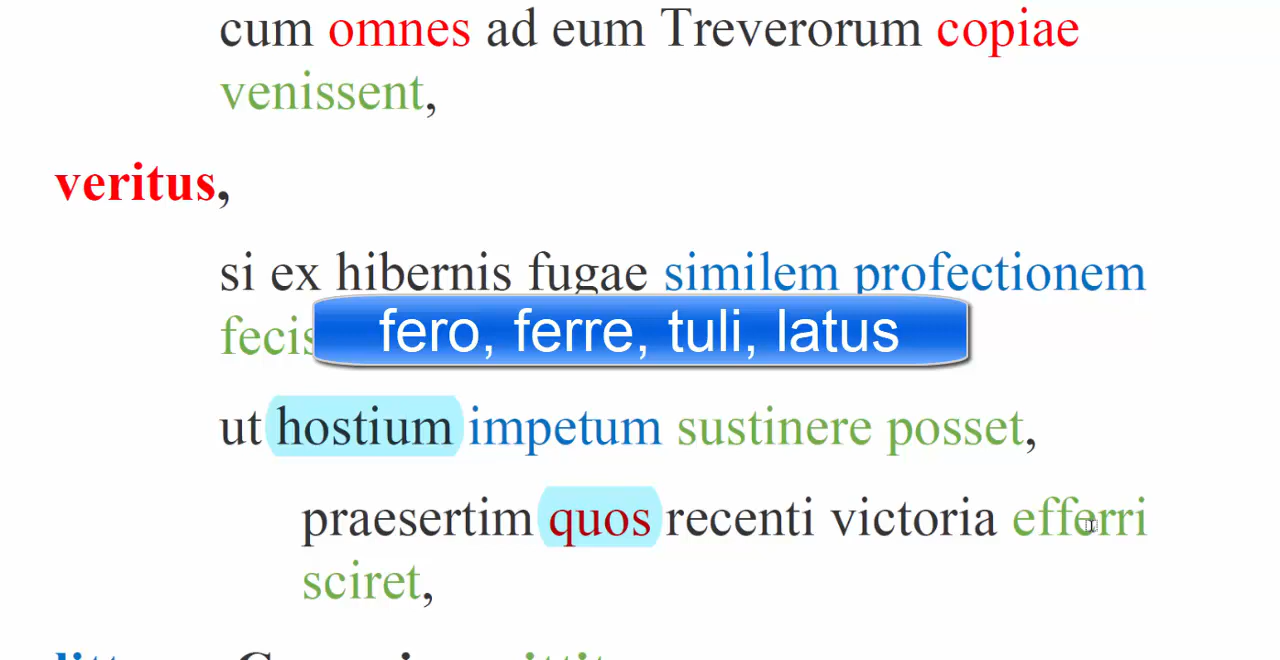 cum omnes ad eum Treverorum copiae
venissent,
veritus,
si ex hibernis fugae similem profectionem
fero, ferre, tuli, latus
ut hostium impetum sustinere posset,
praesertim quos recenti victoria efferri
sciret,